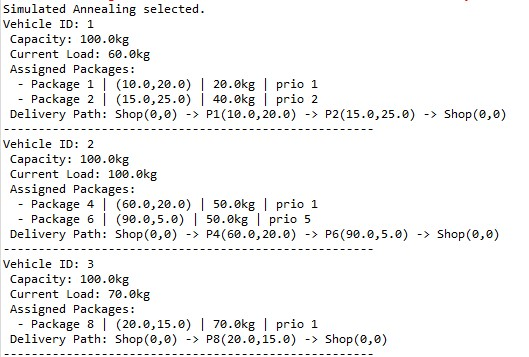 Simulated Annealing selected.
Vehicle ID: 1
 Capacity: 100.0kg
 Current Load: 60.0kg
 Assigned Packages:
  - Package 1 | (10.0,20.0) | 20.0kg | prio 1
  - Package 2 | (15.0,25.0) | 40.0kg | prio 2
 Delivery Path: Shop(0,0) -> P1(10.0,20.0) -> P2(15.0,25.0) -> Shop(0,0)
--------------------------------------------------
Vehicle ID: 2
 Capacity: 100.0kg
 Current Load: 100.0kg
 Assigned Packages:
  - Package 4 | (60.0,20.0) | 50.0kg | prio 1
  - Package 6 | (90.0,5.0) | 50.0kg | prio 5
 Delivery Path: Shop(0,0) -> P4(60.0,20.0) -> P6(90.0,5.0) -> Shop(0,0)
--------------------------------------------------
Vehicle ID: 3
 Capacity: 100.0kg
 Current Load: 70.0kg
 Assigned Packages:
  - Package 8 | (20.0,15.0) | 70.0kg | prio 1
 Delivery Path: Shop(0,0) -> P8(20.0,15.0) -> Shop(0,0)
--------------------------------------------------